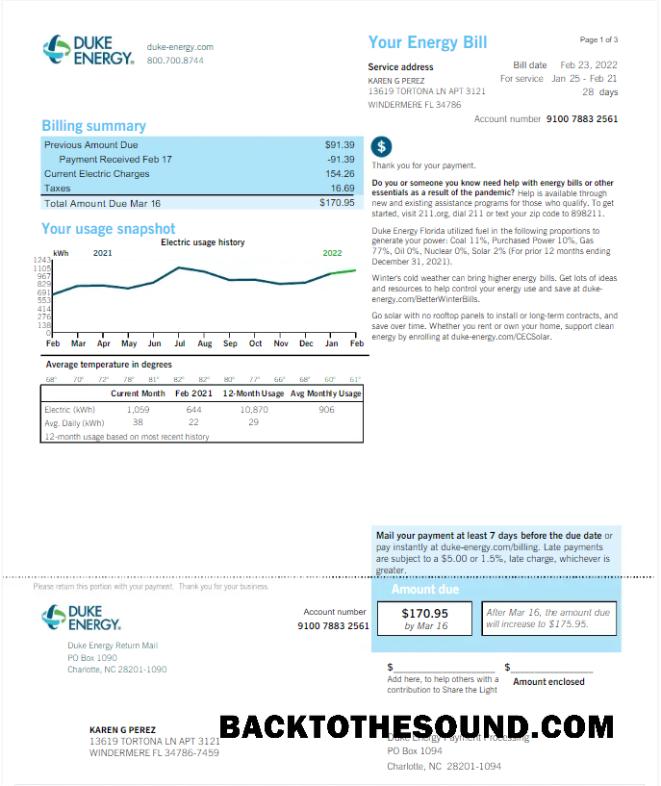 DUKE ENERGY®
duke-energy.com
800.700.8744
Your Energy Bill
Page 1 of 3
Service address
KAREN G PEREZ
13619 TORTONA LN APT 3121
WINDERMERE FL 34786
Bill date Feb 23, 2022
For service Jan 25 - Feb 21
28 days
Account number 9100 7883 2561
Billing summary
Previous Amount Due $91.39
Payment Received Feb 17 -91.39
Current Electric Charges 154.26
Taxes 16.69
Total Amount Due Mar 16 $170.95
$
Thank you for your payment.
Do you or someone you know need help with energy bills or other
essentials as a result of the pandemic? Help is available through
new and existing assistance programs for those who qualify. To get
started, visit 211.org, dial 211 or text your zip code to 898211.
Duke Energy Florida utilized fuel in the following proportions to
generate your power: Coal 11%, Purchased Power 10%, Gas
77%, Oil 0%, Nuclear 0%, Solar 2% (For prior 12 months ending
December 31, 2021).
Winter's cold weather can bring higher energy bills. Get lots of ideas
and resources to help control your energy use and save at duke-
energy.com/BetterWinterBills.
Go solar with no rooftop panels to install or long-term contracts, and
save over time. Whether you rent or own your home, support clean
energy by enrolling at duke-energy.com/CECSolar.
Your usage snapshot
Electric usage history
kWh 2021 2022
1243
1105
967
829
691
553
414
276
138
0
Feb Mar Apr May Jun Jul Aug Sep Oct Nov Dec Jan Feb
Average temperature in degrees
68° 70° 72° 78° 81° 82° 82° 80° 77° 66° 68° 60° 61°
Current Month Feb 2021 12-Month Usage Avg Monthly Usage
Electric (kWh) 1,059 644 10,870 906
Avg. Daily (kWh) 38 22 29
12-month usage based on most recent history
Mail your payment at least 7 days before the due date or
pay instantly at duke-energy.com/billing. Late payments
are subject to a $5.00 or 1.5%, late charge, whichever is
greater.
Please return this portion with your payment. Thank you for your business.
Amount due
DUKE ENERGY®
Duke Energy Return Mail
PO Box 1090
Charlotte, NC 28201-1090
Account number
9100 7883 2561
$170.95
by Mar 16
After Mar 16, the amount due
will increase to $175.95.
$ $
Add here, to help others with a
contribution to Share the Light
Amount enclosed
BACKTOTHESOUND.COM
KAREN G PEREZ
13619 TORTONA LN APT 3121
WINDERMERE FL 34786-7459
Duke Energy Payment Processing
PO Box 1094
Charlotte, NC 28201-1094